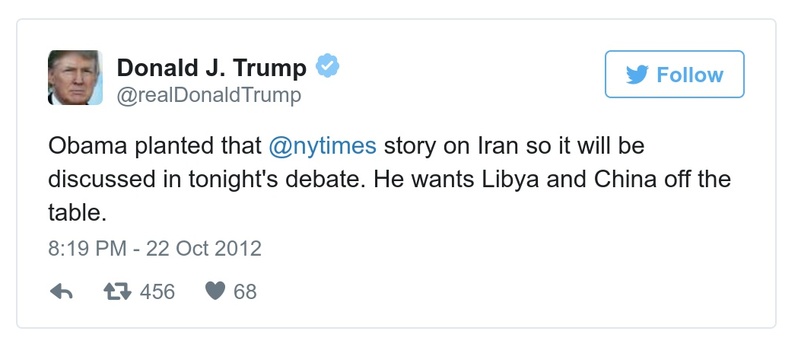 Donald J. Trump
@realDonaldTrump
Follow
Obama planted that @nytimes story on Iran so it will be
discussed in tonight's debate. He wants Libya and China off the
table.
8:19 PM - 22 Oct 2012
456 68